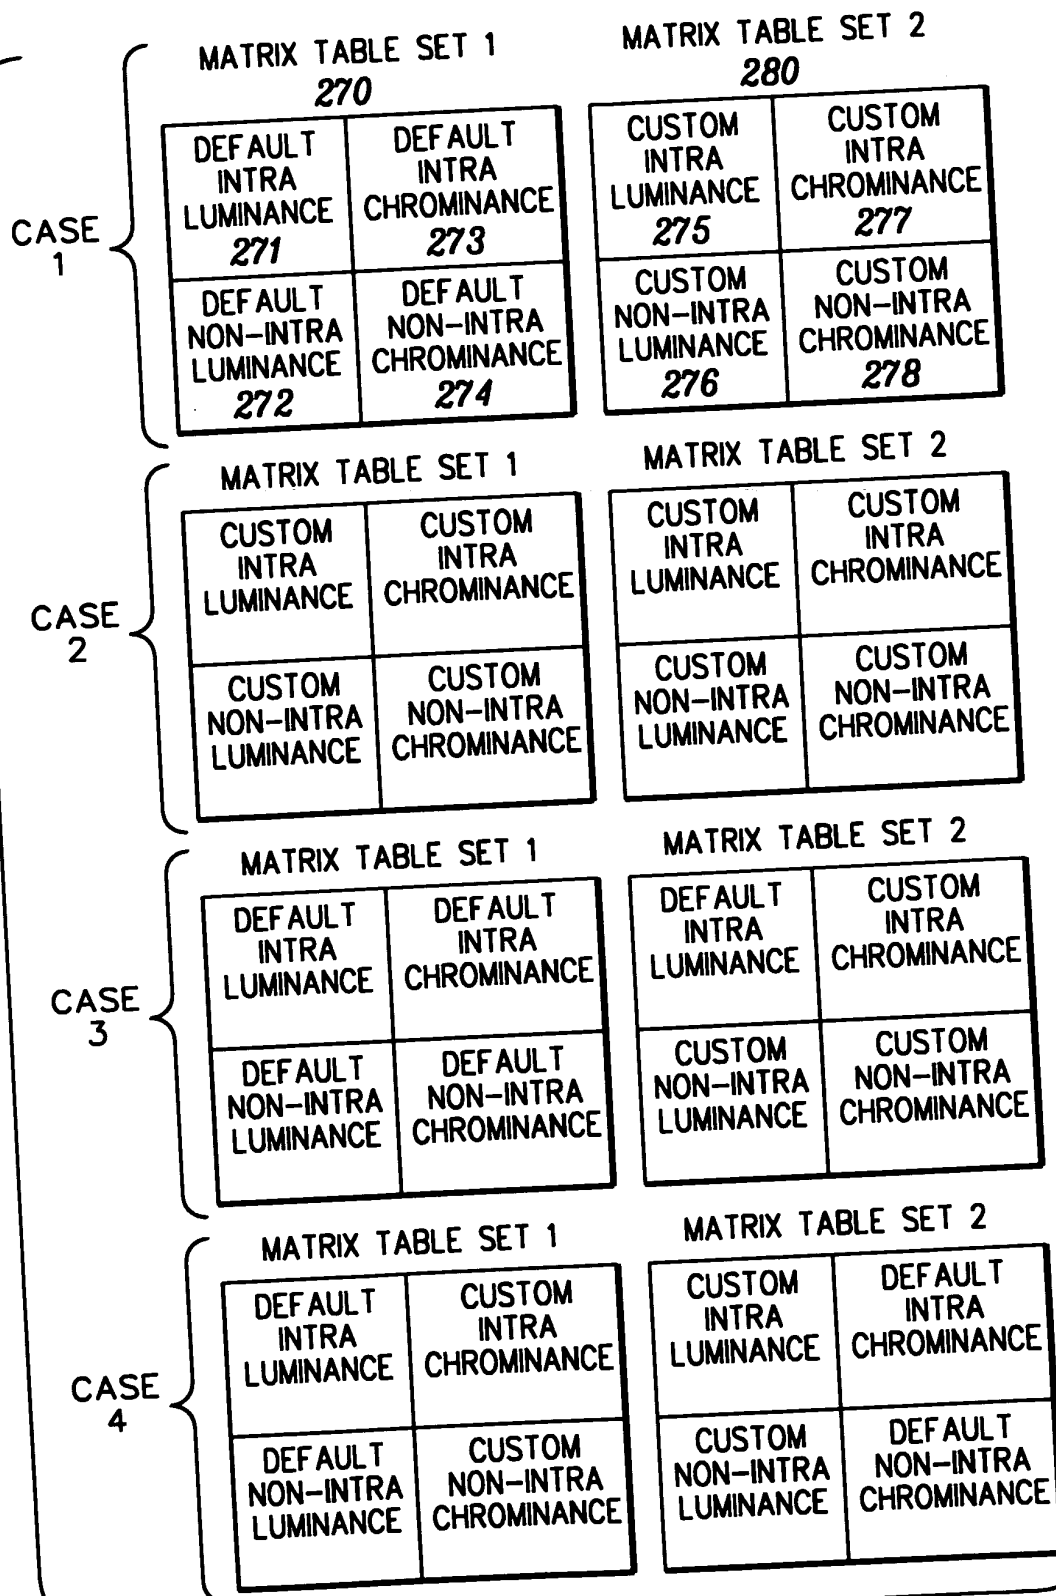 MATRIX TABLE SET 1
270
MATRIX TABLE SET 2
280
CASE
1
DEFAULT
INTRA
LUMINANCE
271
DEFAULT
INTRA
CHROMINANCE
273
CUSTOM
INTRA
LUMINANCE
275
CUSTOM
INTRA
CHROMINANCE
277
DEFAULT
NON-INTRA
LUMINANCE
272
DEFAULT
NON-INTRA
CHROMINANCE
274
CUSTOM
NON-INTRA
LUMINANCE
276
CUSTOM
NON-INTRA
CHROMINANCE
278
MATRIX TABLE SET 1
MATRIX TABLE SET 2
CASE
2
CUSTOM
INTRA
LUMINANCE
CUSTOM
INTRA
CHROMINANCE
CUSTOM
INTRA
LUMINANCE
CUSTOM
INTRA
CHROMINANCE
CUSTOM
NON-INTRA
LUMINANCE
CUSTOM
NON-INTRA
CHROMINANCE
CUSTOM
NON-INTRA
LUMINANCE
CUSTOM
NON-INTRA
CHROMINANCE
MATRIX TABLE SET 1
MATRIX TABLE SET 2
CASE
3
DEFAULT
INTRA
LUMINANCE
DEFAULT
INTRA
CHROMINANCE
DEFAULT
INTRA
LUMINANCE
CUSTOM
INTRA
CHROMINANCE
DEFAULT
NON-INTRA
LUMINANCE
DEFAULT
NON-INTRA
CHROMINANCE
CUSTOM
NON-INTRA
LUMINANCE
CUSTOM
NON-INTRA
CHROMINANCE
MATRIX TABLE SET 1
MATRIX TABLE SET 2
CASE
4
DEFAULT
INTRA
LUMINANCE
CUSTOM
INTRA
CHROMINANCE
CUSTOM
INTRA
LUMINANCE
DEFAULT
INTRA
CHROMINANCE
DEFAULT
NON-INTRA
LUMINANCE
CUSTOM
NON-INTRA
CHROMINANCE
CUSTOM
NON-INTRA
LUMINANCE
DEFAULT
NON-INTRA
CHROMINANCE